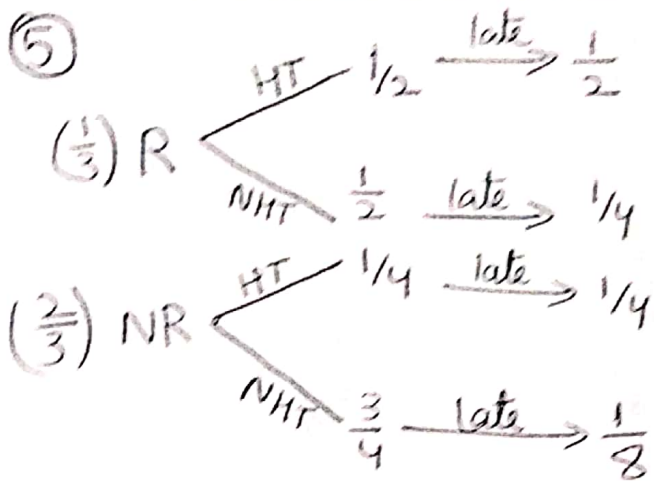 5
HT 1/2 late 1/2
(1/3) R
NHT 1/2 late 1/4
HT 1/4 late 1/4
(2/3) NR
NHT 3/4 late 1/8